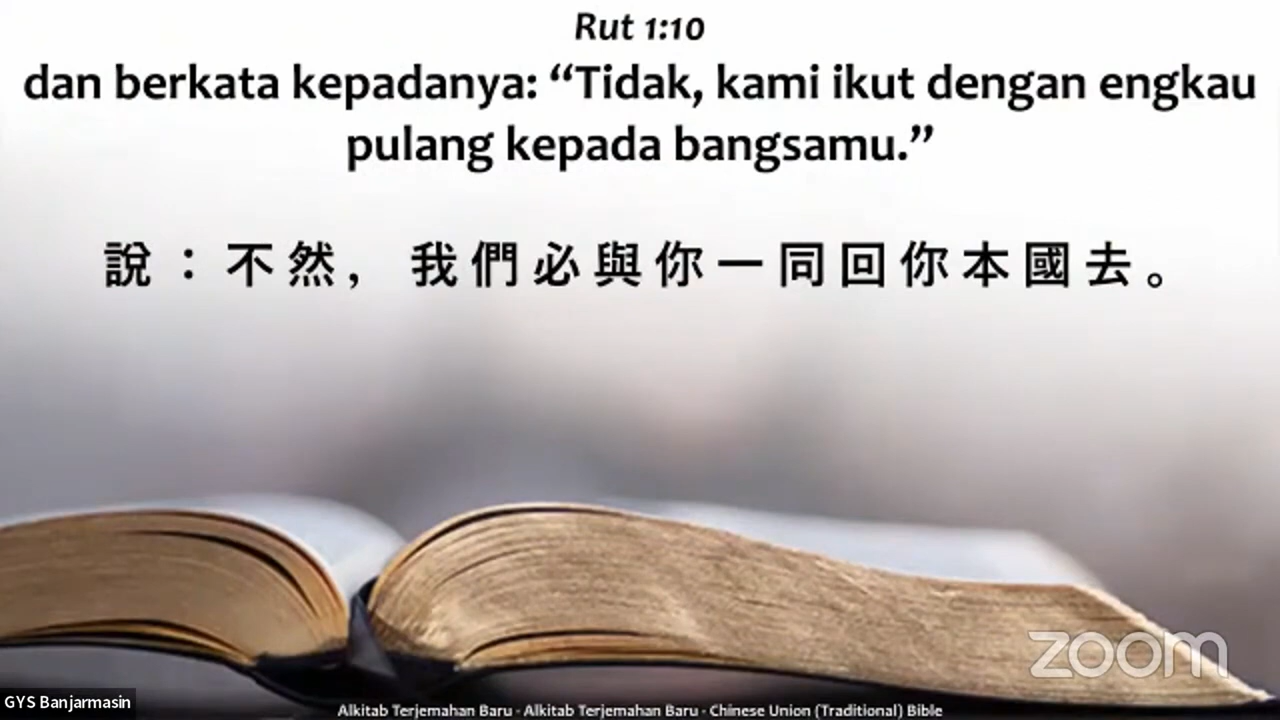 Rut 1:10
dan berkata kepadanya: “Tidak, kami ikut dengan engkau
pulang kepada bangsamu.”
說：不然，我們必與你一同回你本國去。
zoom
GYS Banjarmasin
Alkitab Terjemahan Baru - Alkitab Terjemahan Baru - Chinese Union (Traditional) Bible